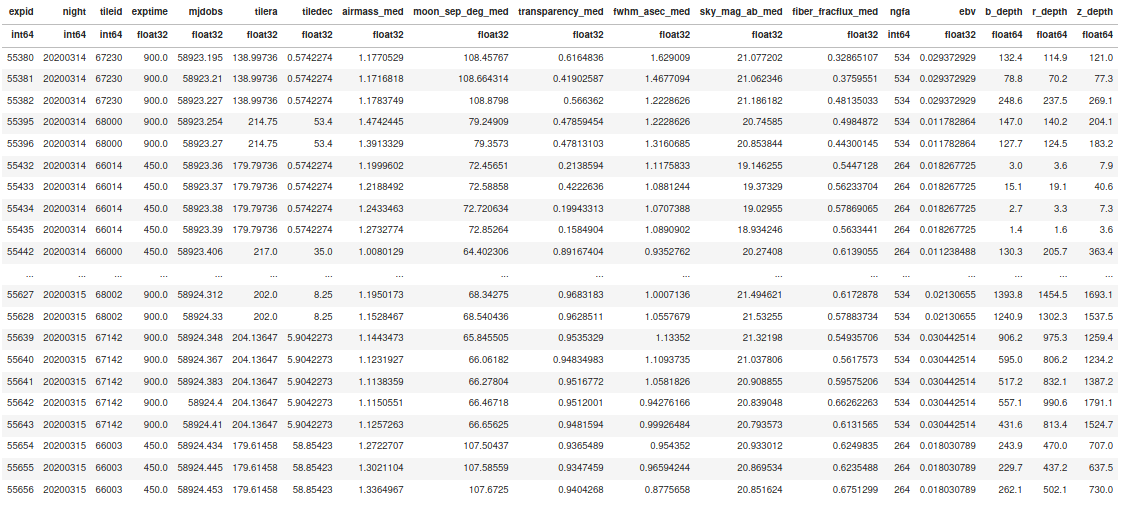 expid night tileid exptime mjdobs tilera tiledec airmass_med moon_sep_deg_med transparency_med fwhm_asec_med sky_mag_ab_med fiber_fracflux_med ngfa ebv b_depth r_depth z_depth
int64 int64 int64 float32 float32 float32 float32 float32 float32 float32 float32 float32 float32 int64 float32 float64 float64 float64
55380 20200314 67230 900.0 58923.195 138.99736 0.5742274 1.1770529 108.45767 0.6164836 1.629009 21.077202 0.32865107 534 0.029372929 132.4 114.9 121.0
55381 20200314 67230 900.0 58923.21 138.99736 0.5742274 1.1716818 108.664314 0.41902587 1.4677094 21.062346 0.3759551 534 0.029372929 78.8 70.2 77.3
55382 20200314 67230 900.0 58923.227 138.99736 0.5742274 1.1783749 108.8798 0.566362 1.2228626 21.186182 0.48135033 534 0.029372929 248.6 237.5 269.1
55395 20200314 68000 900.0 58923.254 214.75 53.4 1.4742445 79.24909 0.47859454 1.2228626 20.74585 0.4984872 534 0.011782864 147.0 140.2 204.1
55396 20200314 68000 900.0 58923.27 214.75 53.4 1.3913329 79.3573 0.47813103 1.3160685 20.853844 0.44300145 534 0.011782864 127.7 124.5 183.2
55432 20200314 66014 450.0 58923.36 179.79736 0.5742274 1.1999602 72.45651 0.2138594 1.1175833 19.146255 0.5447128 264 0.018267725 3.0 3.6 7.9
55433 20200314 66014 450.0 58923.37 179.79736 0.5742274 1.2188492 72.58858 0.4222636 1.0881244 19.37329 0.56233704 264 0.018267725 15.1 19.1 40.6
55434 20200314 66014 450.0 58923.38 179.79736 0.5742274 1.2433463 72.720634 0.19943313 1.0707388 19.02955 0.57869065 264 0.018267725 2.7 3.3 7.3
55435 20200314 66014 450.0 58923.39 179.79736 0.5742274 1.2732774 72.85264 0.1584904 1.0890902 18.934246 0.5633441 264 0.018267725 1.4 1.6 3.6
55442 20200314 66000 450.0 58923.406 217.0 35.0 1.0080129 64.402306 0.89167404 0.9352762 20.27408 0.6139055 264 0.011238488 130.3 205.7 363.4
... ... ... ... ... ... ... ... ... ... ... ... ... ... ... ... ... ...
55627 20200315 68002 900.0 58924.312 202.0 8.25 1.1950173 68.34275 0.9683183 1.0007136 21.494621 0.6172878 534 0.02130655 1393.8 1454.5 1693.1
55628 20200315 68002 900.0 58924.33 202.0 8.25 1.1528467 68.540436 0.9628511 1.0557679 21.53255 0.57883734 534 0.02130655 1240.9 1302.3 1537.5
55639 20200315 67142 900.0 58924.348 204.13647 5.9042273 1.1443473 65.845505 0.9535329 1.13352 21.32198 0.54935706 534 0.030442514 906.2 975.3 1259.4
55640 20200315 67142 900.0 58924.367 204.13647 5.9042273 1.1231927 66.06182 0.94834983 1.1093735 21.037806 0.5617573 534 0.030442514 595.0 806.2 1234.2
55641 20200315 67142 900.0 58924.383 204.13647 5.9042273 1.1138359 66.27804 0.9516772 1.0581826 20.908855 0.59575206 534 0.030442514 517.2 832.1 1387.2
55642 20200315 67142 900.0 58924.4 204.13647 5.9042273 1.1150551 66.46718 0.9512001 0.94276166 20.839048 0.66262263 534 0.030442514 557.1 990.6 1791.1
55643 20200315 67142 900.0 58924.41 204.13647 5.9042273 1.1257263 66.65625 0.9481594 0.99926484 20.793573 0.6131565 534 0.030442514 431.6 813.4 1524.7
55654 20200315 66003 450.0 58924.434 179.61458 58.85423 1.2722707 107.50437 0.9365489 0.954352 20.933012 0.6249835 264 0.018030789 243.9 470.0 707.0
55655 20200315 66003 450.0 58924.445 179.61458 58.85423 1.3021104 107.58559 0.9347459 0.96594244 20.869534 0.6235488 264 0.018030789 229.7 437.2 637.5
55656 20200315 66003 450.0 58924.453 179.61458 58.85423 1.3364967 107.6725 0.9404268 0.8775658 20.851624 0.6751299 264 0.018030789 262.1 502.1 730.0